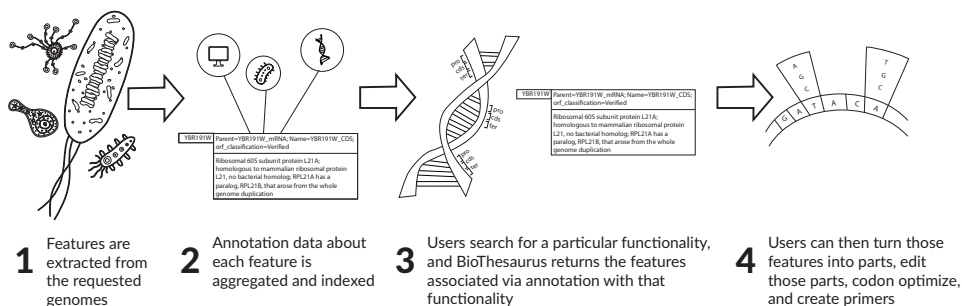 YBR191W
Parent=YBR191W_mRNA; Name=YBR191W_CDS;
orf_classification=Verified
Ribosomal 60S subunit protein L21A;
homologous to mammalian ribosomal protein
L21, no bacterial homolog; RPL21A has a
paralog, RPL21B, that arose from the whole
genome duplication
pro
cds
ter
pro
cds
ter
pro
cds
ter
YBR191W
Parent=YBR191W_mRNA; Name=YBR191W_CDS;
orf_classification=Verified
Ribosomal 60S subunit protein L21A;
homologous to mammalian ribosomal protein
L21, no bacterial homolog; RPL21A has a
paralog, RPL21B, that arose from the whole
genome duplication
A
G
C
T
G
C
G A T A C A
1
Features are
extracted from
the requested
genomes
2
Annotation data about
each feature is
aggregated and indexed
3
Users search for a particular functionality,
and BioThesaurus returns the features
associated via annotation with that
functionality
4
Users can then turn those
features into parts, edit
those parts, codon optimize,
and create primers